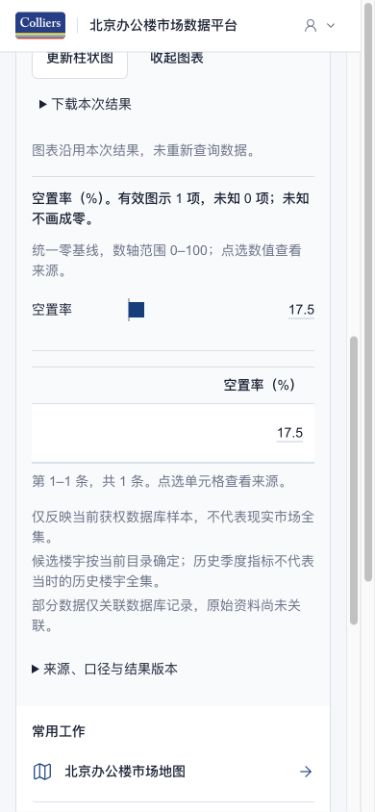 Colliers
北京办公楼市场数据平台
更新柱状图 收起图表
下载本次结果
图表沿用本次结果，未重新查询数据。
空置率（%）。有效图示 1 项，未知 0 项；未知
不画成零。
统一零基线，数轴范围 0–100；点选数值查看
来源。
空置率 17.5
空置率（%）
17.5
第 1–1 条，共 1 条。点选单元格查看来源。
仅反映当前获权数据库样本，不代表现实市场全
集。
候选楼宇按当前目录确定；历史季度指标不代表
当时的历史楼宇全集。
部分数据仅关联数据库记录，原始资料尚未关
联。
来源、口径与结果版本
常用工作
北京办公楼市场地图